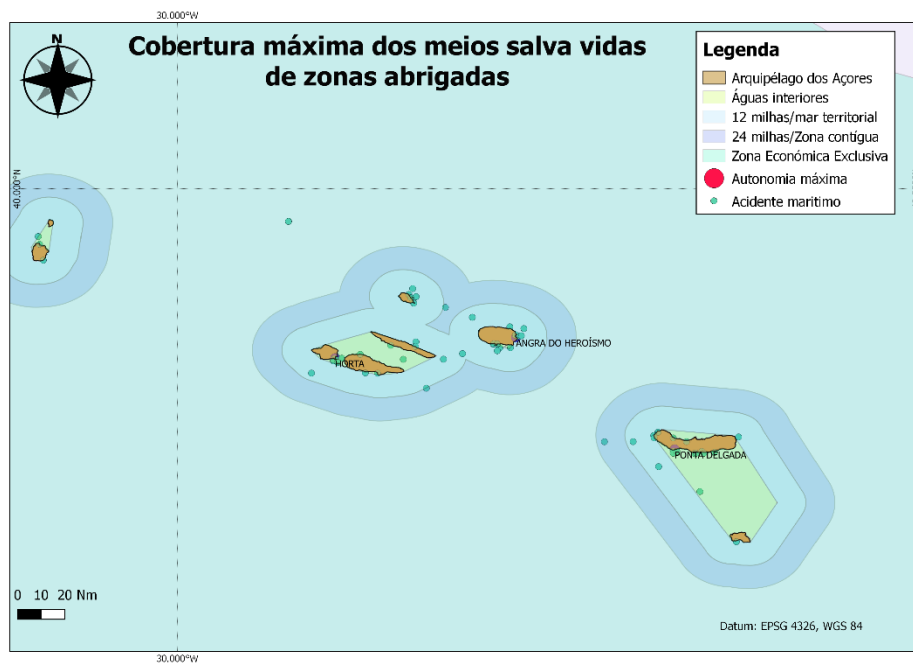 30.000°W
Cobertura máxima dos meios salva vidas
de zonas abrigadas
N
Legenda
Arquipélago dos Açores
Águas interiores
12 milhas/mar territorial
24 milhas/Zona contígua
Zona Económica Exclusiva
Autonomia máxima
Acidente maritimo
40.000°N
ANGRA DO HEROÍSMO
HORTA
PONTA DELGADA
0 10 20 Nm
Datum: EPSG 4326, WGS 84
30.000°W